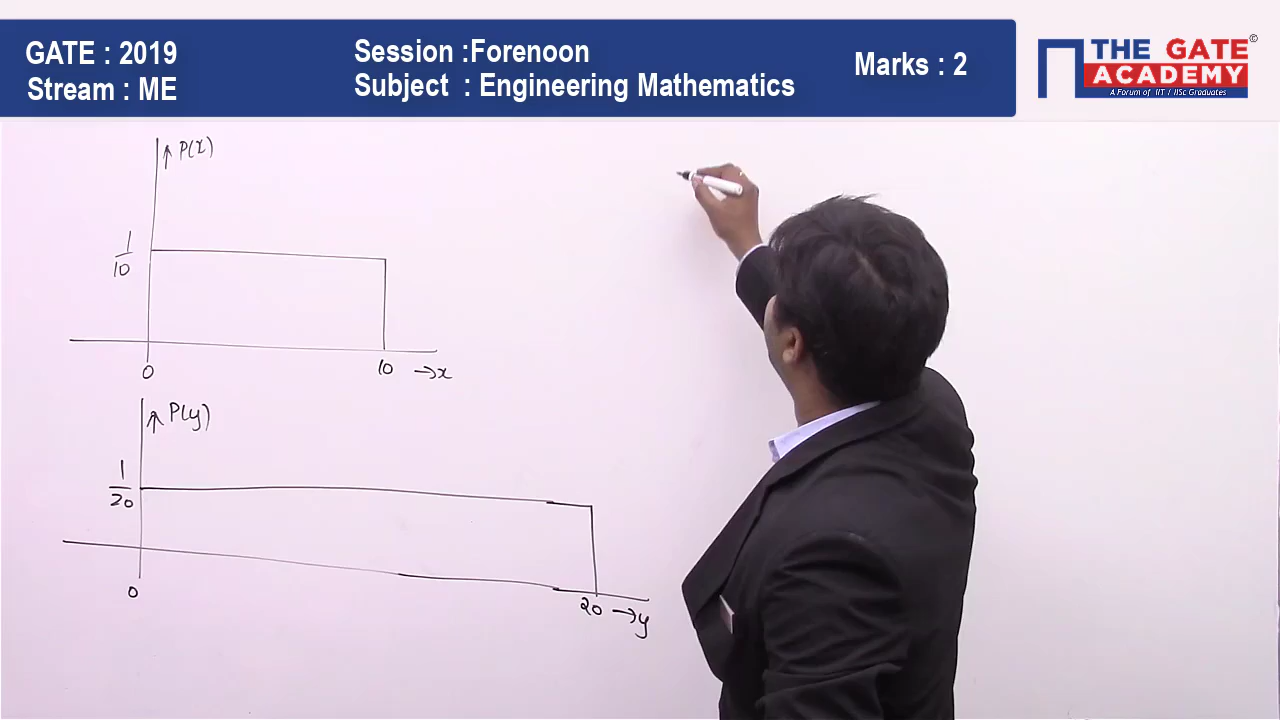 GATE : 2019
Stream : ME
Session :Forenoon
Subject : Engineering Mathematics
Marks : 2
THE GATE
ACADEMY
©
A Forum of IIT / IISc Graduates
↑ P(x)
1/10
0
10 → x
↑ P(y)
1/20
0
20 → y